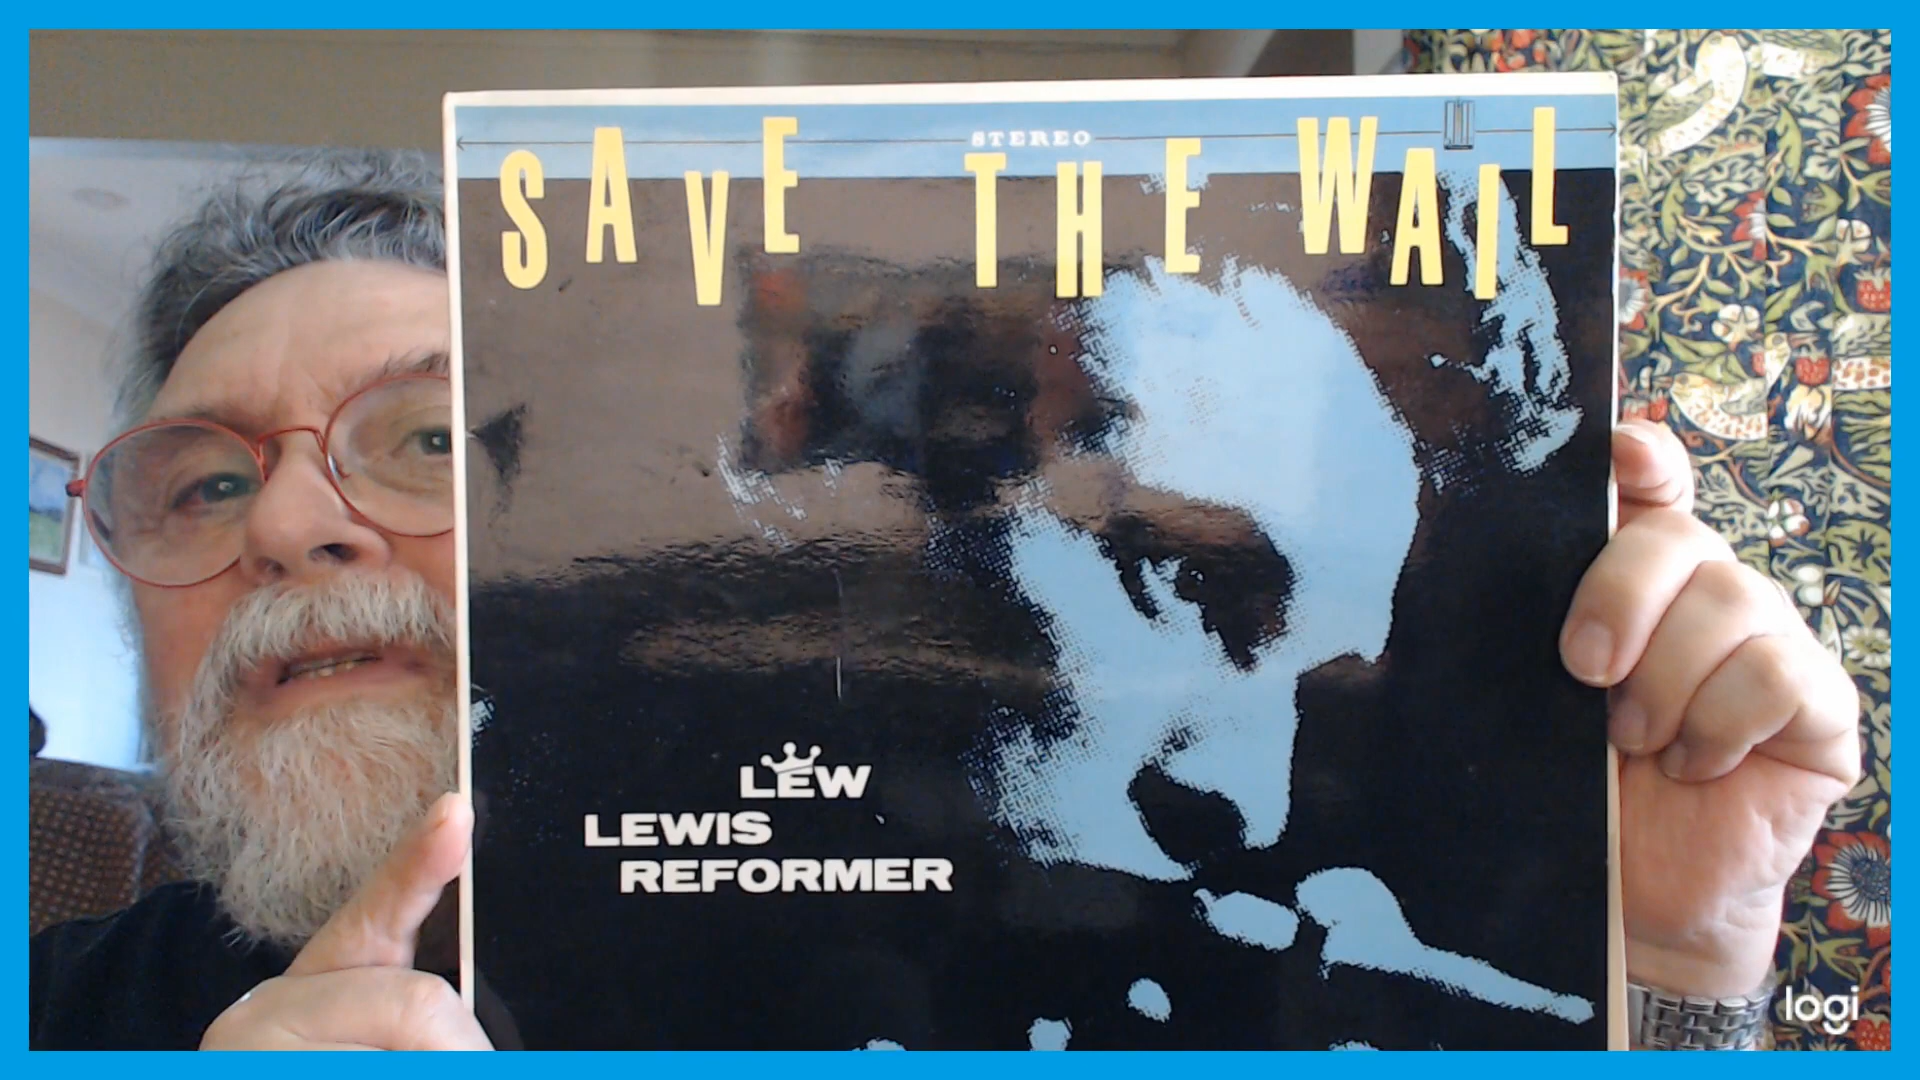 STEREO
SAVE THE WAIL
LEW
LEWIS
REFORMER
logi